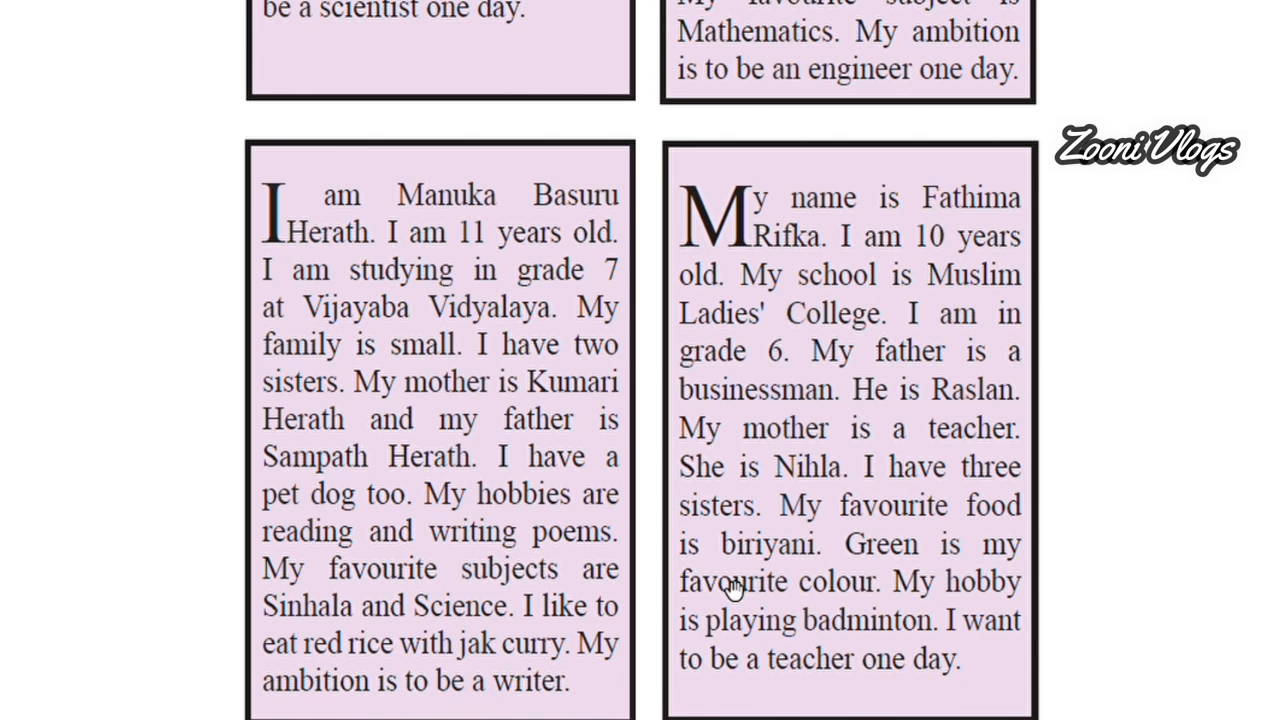 be a scientist one day.
My favourite subject is
Mathematics. My ambition
is to be an engineer one day.
Zooni Vlogs
I am Manuka Basuru
Herath. I am 11 years old.
I am studying in grade 7
at Vijayaba Vidyalaya. My
family is small. I have two
sisters. My mother is Kumari
Herath and my father is
Sampath Herath. I have a
pet dog too. My hobbies are
reading and writing poems.
My favourite subjects are
Sinhala and Science. I like to
eat red rice with jak curry. My
ambition is to be a writer.
My name is Fathima
Rifka. I am 10 years
old. My school is Muslim
Ladies' College. I am in
grade 6. My father is a
businessman. He is Raslan.
My mother is a teacher.
She is Nihla. I have three
sisters. My favourite food
is biriyani. Green is my
favourite colour. My hobby
is playing badminton. I want
to be a teacher one day.